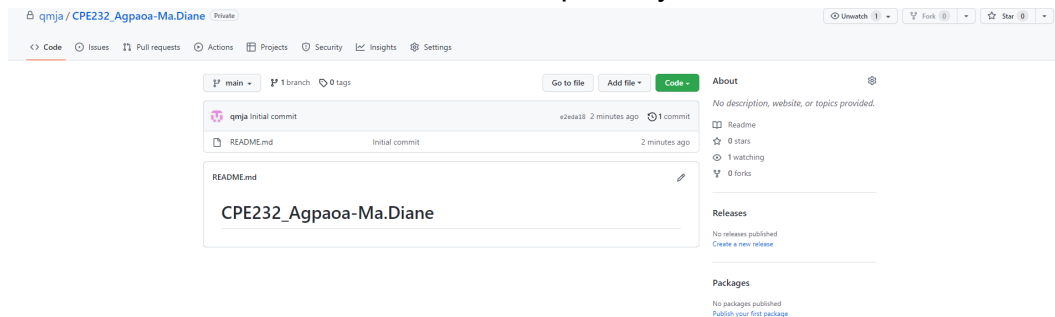 qmja / CPE232_Agpaoa-Ma.Diane Private
Unwatch 1 Fork 0 Star 0
Code Issues Pull requests Actions Projects Security Insights Settings
main 1 branch 0 tags Go to file Add file Code
qmja Initial commit e2eda18 2 minutes ago 1 commit
README.md Initial commit 2 minutes ago
README.md
CPE232_Agpaoa-Ma.Diane
About
No description, website, or topics provided.
Readme
0 stars
1 watching
0 forks
Releases
No releases published
Create a new release
Packages
No packages published
Publish your first package